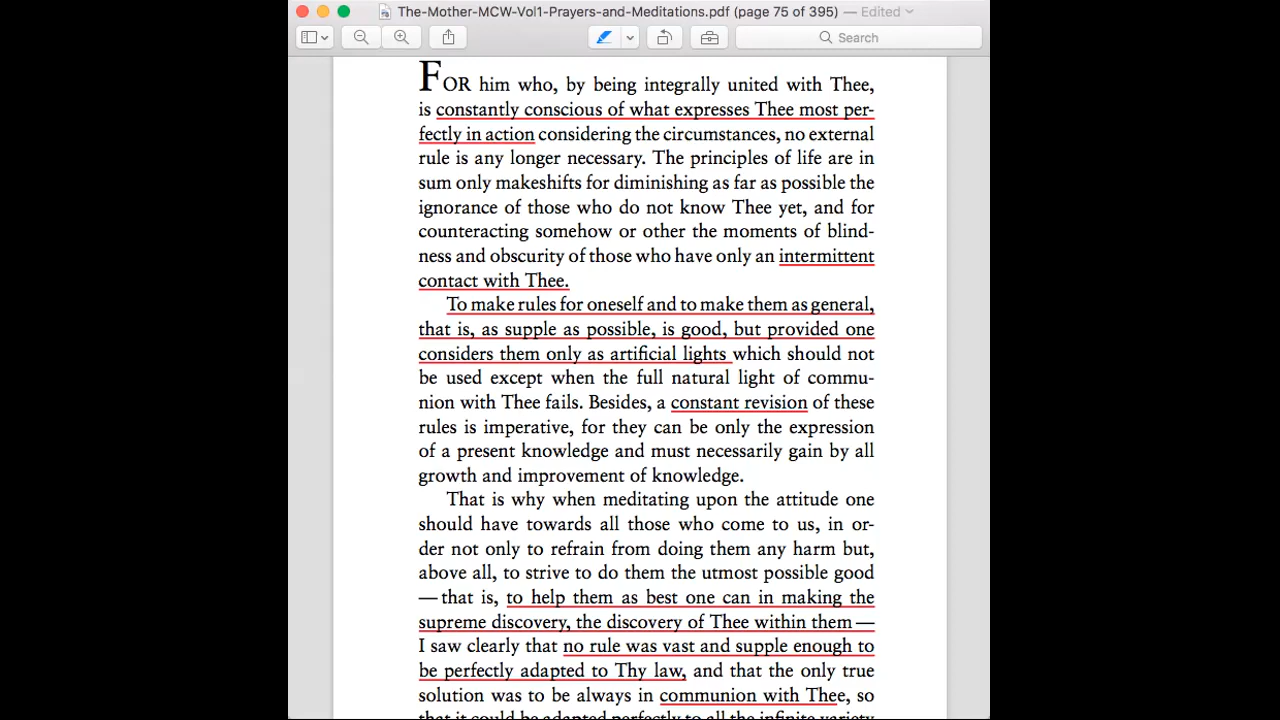 The-Mother-MCW-Vol1-Prayers-and-Meditations.pdf (page 75 of 395) — Edited
Search
FOR him who, by being integrally united with Thee,
is constantly conscious of what expresses Thee most per-
fectly in action considering the circumstances, no external
rule is any longer necessary. The principles of life are in
sum only makeshifts for diminishing as far as possible the
ignorance of those who do not know Thee yet, and for
counteracting somehow or other the moments of blind-
ness and obscurity of those who have only an intermittent
contact with Thee.
To make rules for oneself and to make them as general,
that is, as supple as possible, is good, but provided one
considers them only as artificial lights which should not
be used except when the full natural light of commu-
nion with Thee fails. Besides, a constant revision of these
rules is imperative, for they can be only the expression
of a present knowledge and must necessarily gain by all
growth and improvement of knowledge.
That is why when meditating upon the attitude one
should have towards all those who come to us, in or-
der not only to refrain from doing them any harm but,
above all, to strive to do them the utmost possible good
— that is, to help them as best one can in making the
supreme discovery, the discovery of Thee within them —
I saw clearly that no rule was vast and supple enough to
be perfectly adapted to Thy law, and that the only true
solution was to be always in communion with Thee, so
that it could be adapted perfectly to all the infinite variety